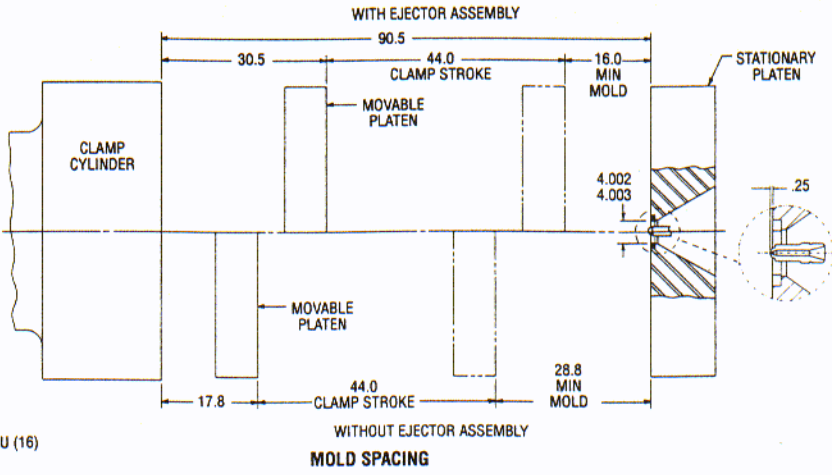 WITH EJECTOR ASSEMBLY
90.5
30.5
44.0
CLAMP STROKE
16.0
MIN
MOLD
STATIONARY
PLATEN
MOVABLE
PLATEN
CLAMP
CYLINDER
4.002
4.003
.25
MOVABLE
PLATEN
17.8
44.0
CLAMP STROKE
28.8
MIN
MOLD
WITHOUT EJECTOR ASSEMBLY
U (16)
MOLD SPACING